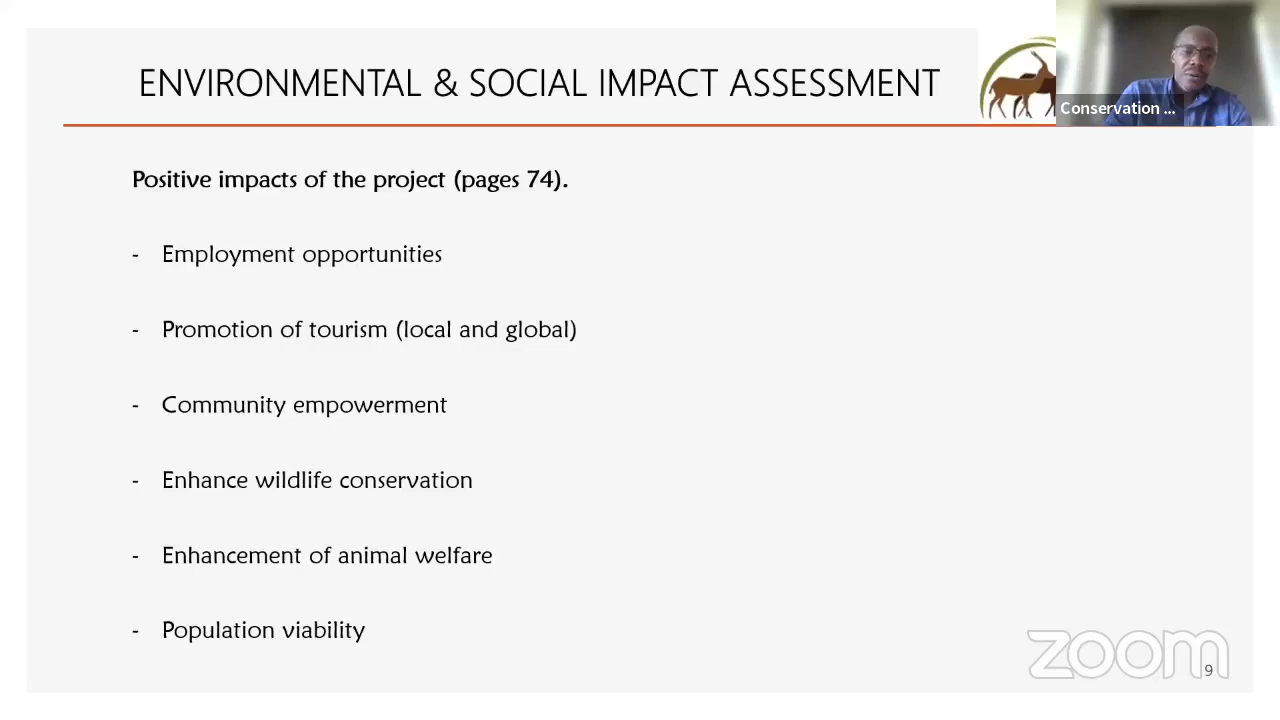 ENVIRONMENTAL & SOCIAL IMPACT ASSESSMENT
Conservation ...
Positive impacts of the project (pages 74).
- Employment opportunities
- Promotion of tourism (local and global)
- Community empowerment
- Enhance wildlife conservation
- Enhancement of animal welfare
- Population viability
zoom
9